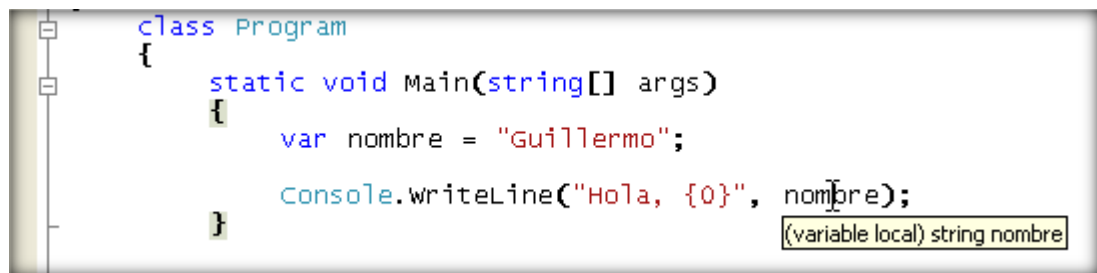 class Program
{
static void Main(string[] args)
{
var nombre = "Guillermo";
Console.WriteLine("Hola, {0}", nombre);
}
(variable local) string nombre